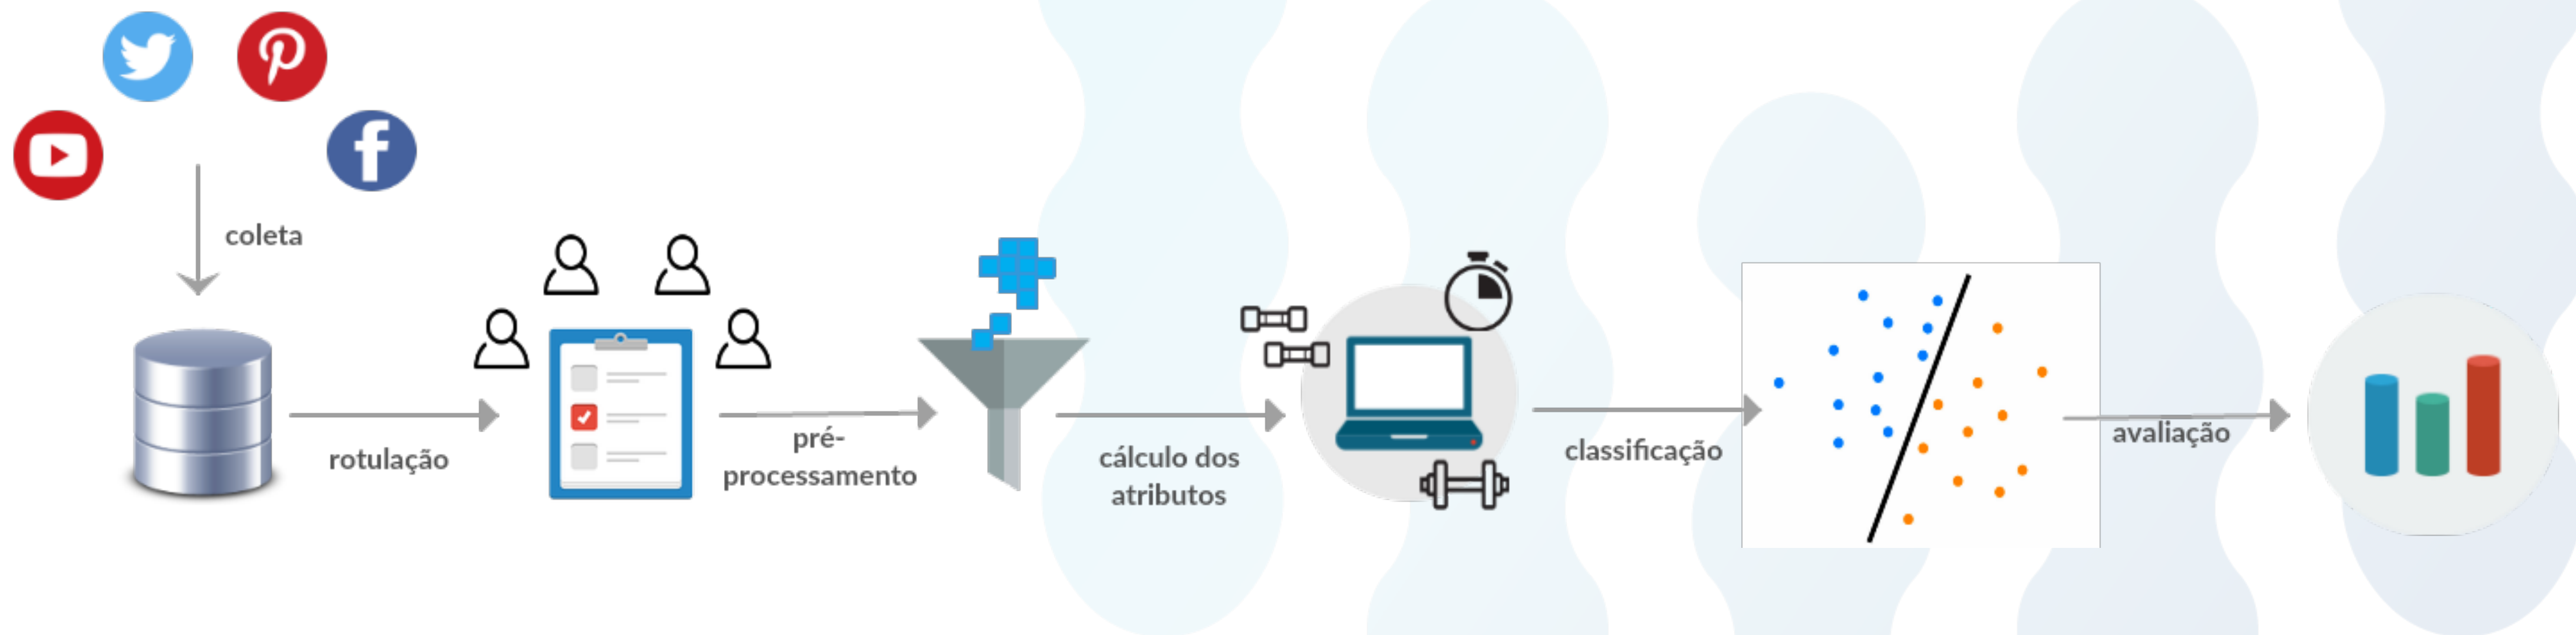 coleta
rotulação
pré-
processamento
cálculo dos
atributos
classificação
avaliação